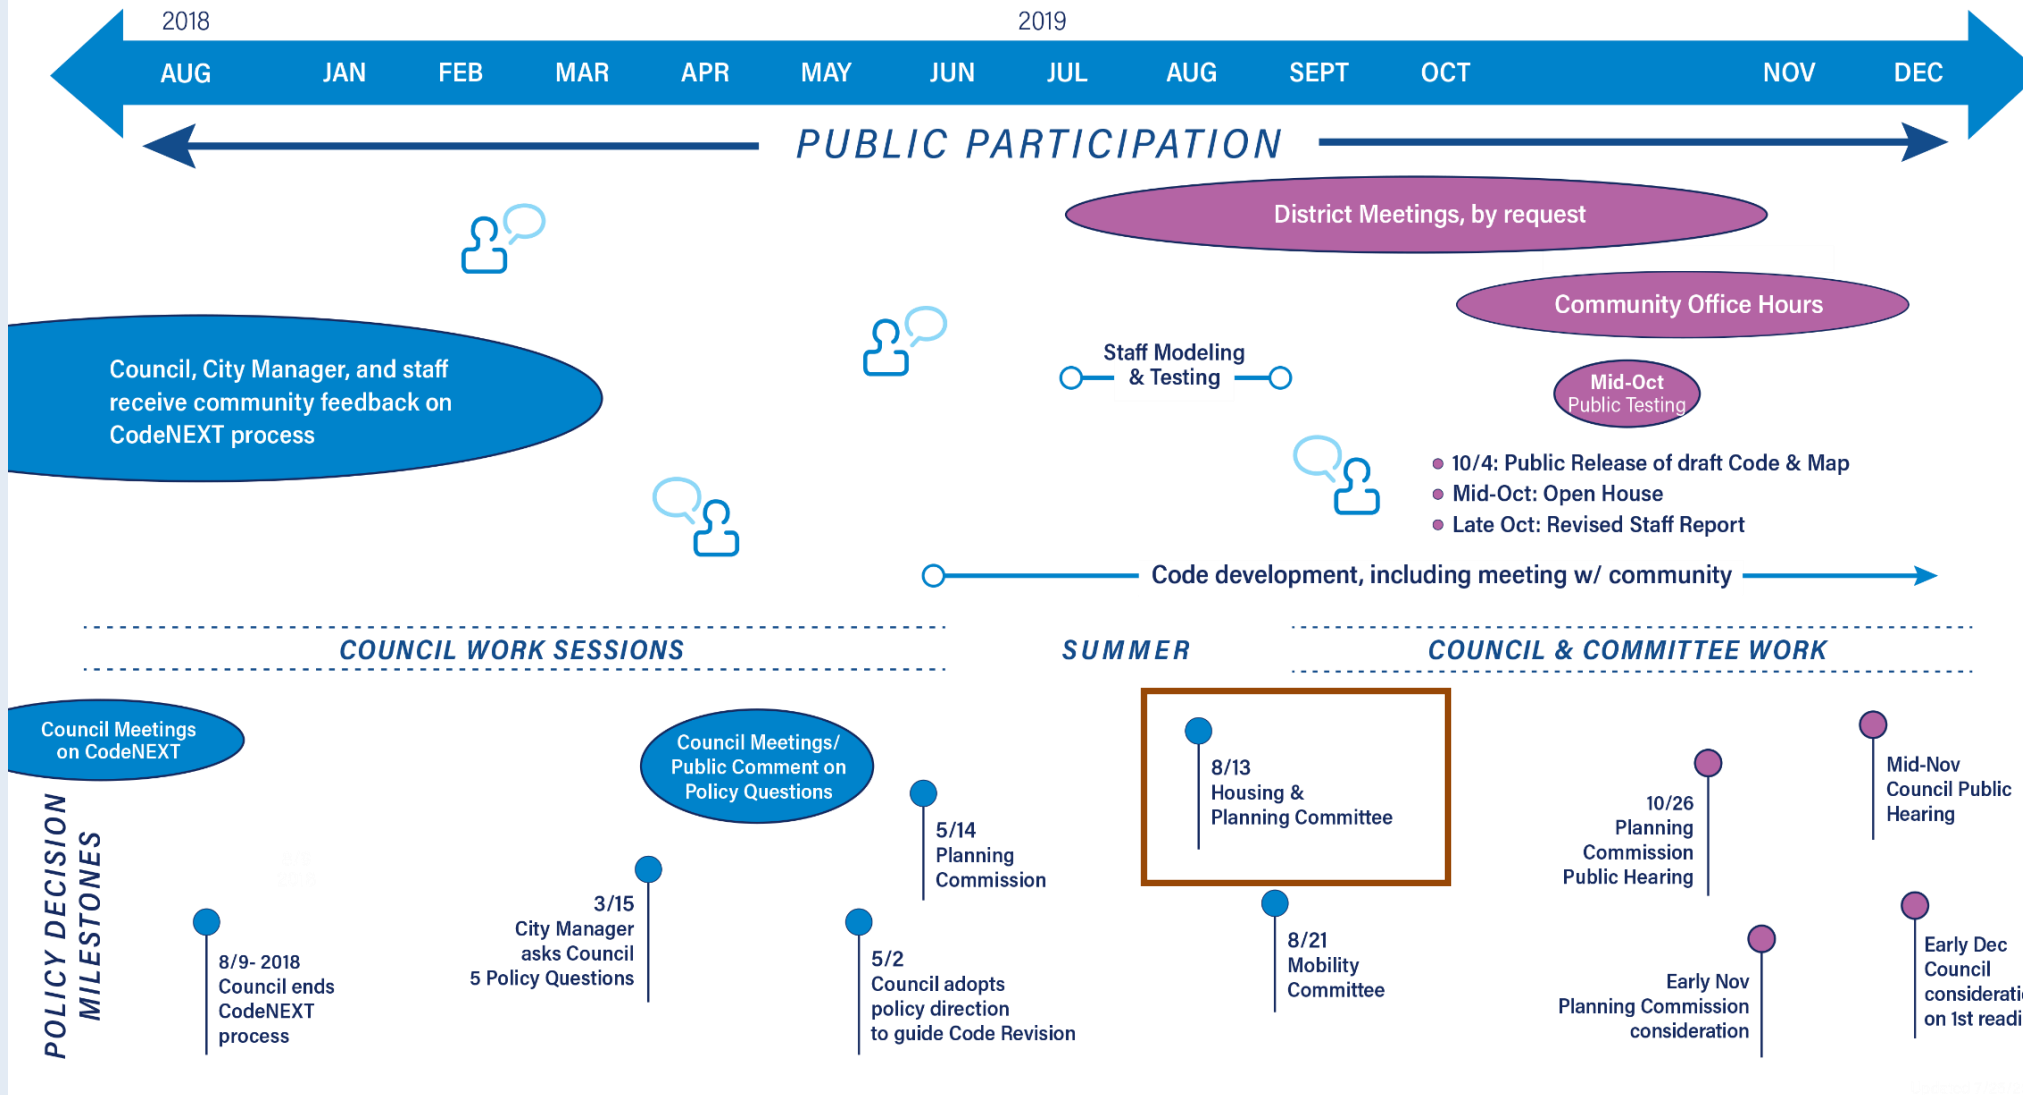 2018
2019
AUG JAN FEB MAR APR MAY JUN JUL AUG SEPT OCT NOV DEC
PUBLIC PARTICIPATION
District Meetings, by request
Community Office Hours
Council, City Manager, and staff
receive community feedback on
CodeNEXT process
Staff Modeling
& Testing
Mid-Oct
Public Testing
10/4: Public Release of draft Code & Map
Mid-Oct: Open House
Late Oct: Revised Staff Report
Code development, including meeting w/ community
COUNCIL WORK SESSIONS
SUMMER
COUNCIL & COMMITTEE WORK
POLICY DECISION
MILESTONES
Council Meetings
on CodeNEXT
8/9- 2018
Council ends
CodeNEXT
process
3/15
City Manager
asks Council
5 Policy Questions
Council Meetings/
Public Comment on
Policy Questions
5/2
Council adopts
policy direction
to guide Code Revision
5/14
Planning
Commission
8/13
Housing &
Planning Committee
8/21
Mobility
Committee
10/26
Planning
Commission
Public Hearing
Early Nov
Planning Commission
consideration
Mid-Nov
Council Public
Hearing
Early Dec
Council
considerati
on 1st readi